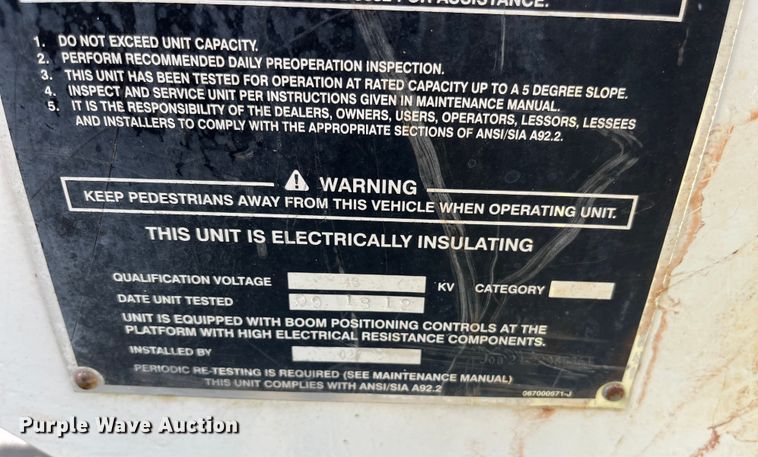 FOR ASSISTANCE.
1. DO NOT EXCEED UNIT CAPACITY.
2. PERFORM RECOMMENDED DAILY PREOPERATION INSPECTION.
3. THIS UNIT HAS BEEN TESTED FOR OPERATION AT RATED CAPACITY UP TO A 5 DEGREE SLOPE.
4. INSPECT AND SERVICE UNIT PER INSTRUCTIONS GIVEN IN MAINTENANCE MANUAL.
5. IT IS THE RESPONSIBILITY OF THE DEALERS, OWNERS, USERS, OPERATORS, LESSORS, LESSEES
AND INSTALLERS TO COMPLY WITH THE APPROPRIATE SECTIONS OF ANSI/SIA A92.2.
WARNING
KEEP PEDESTRIANS AWAY FROM THIS VEHICLE WHEN OPERATING UNIT.
THIS UNIT IS ELECTRICALLY INSULATING
QUALIFICATION VOLTAGE KV CATEGORY
DATE UNIT TESTED
UNIT IS EQUIPPED WITH BOOM POSITIONING CONTROLS AT THE
PLATFORM WITH HIGH ELECTRICAL RESISTANCE COMPONENTS.
INSTALLED BY
PERIODIC RE-TESTING IS REQUIRED (SEE MAINTENANCE MANUAL)
THIS UNIT COMPLIES WITH ANSI/SIA A92.2
067000571-J
Purple Wave Auction